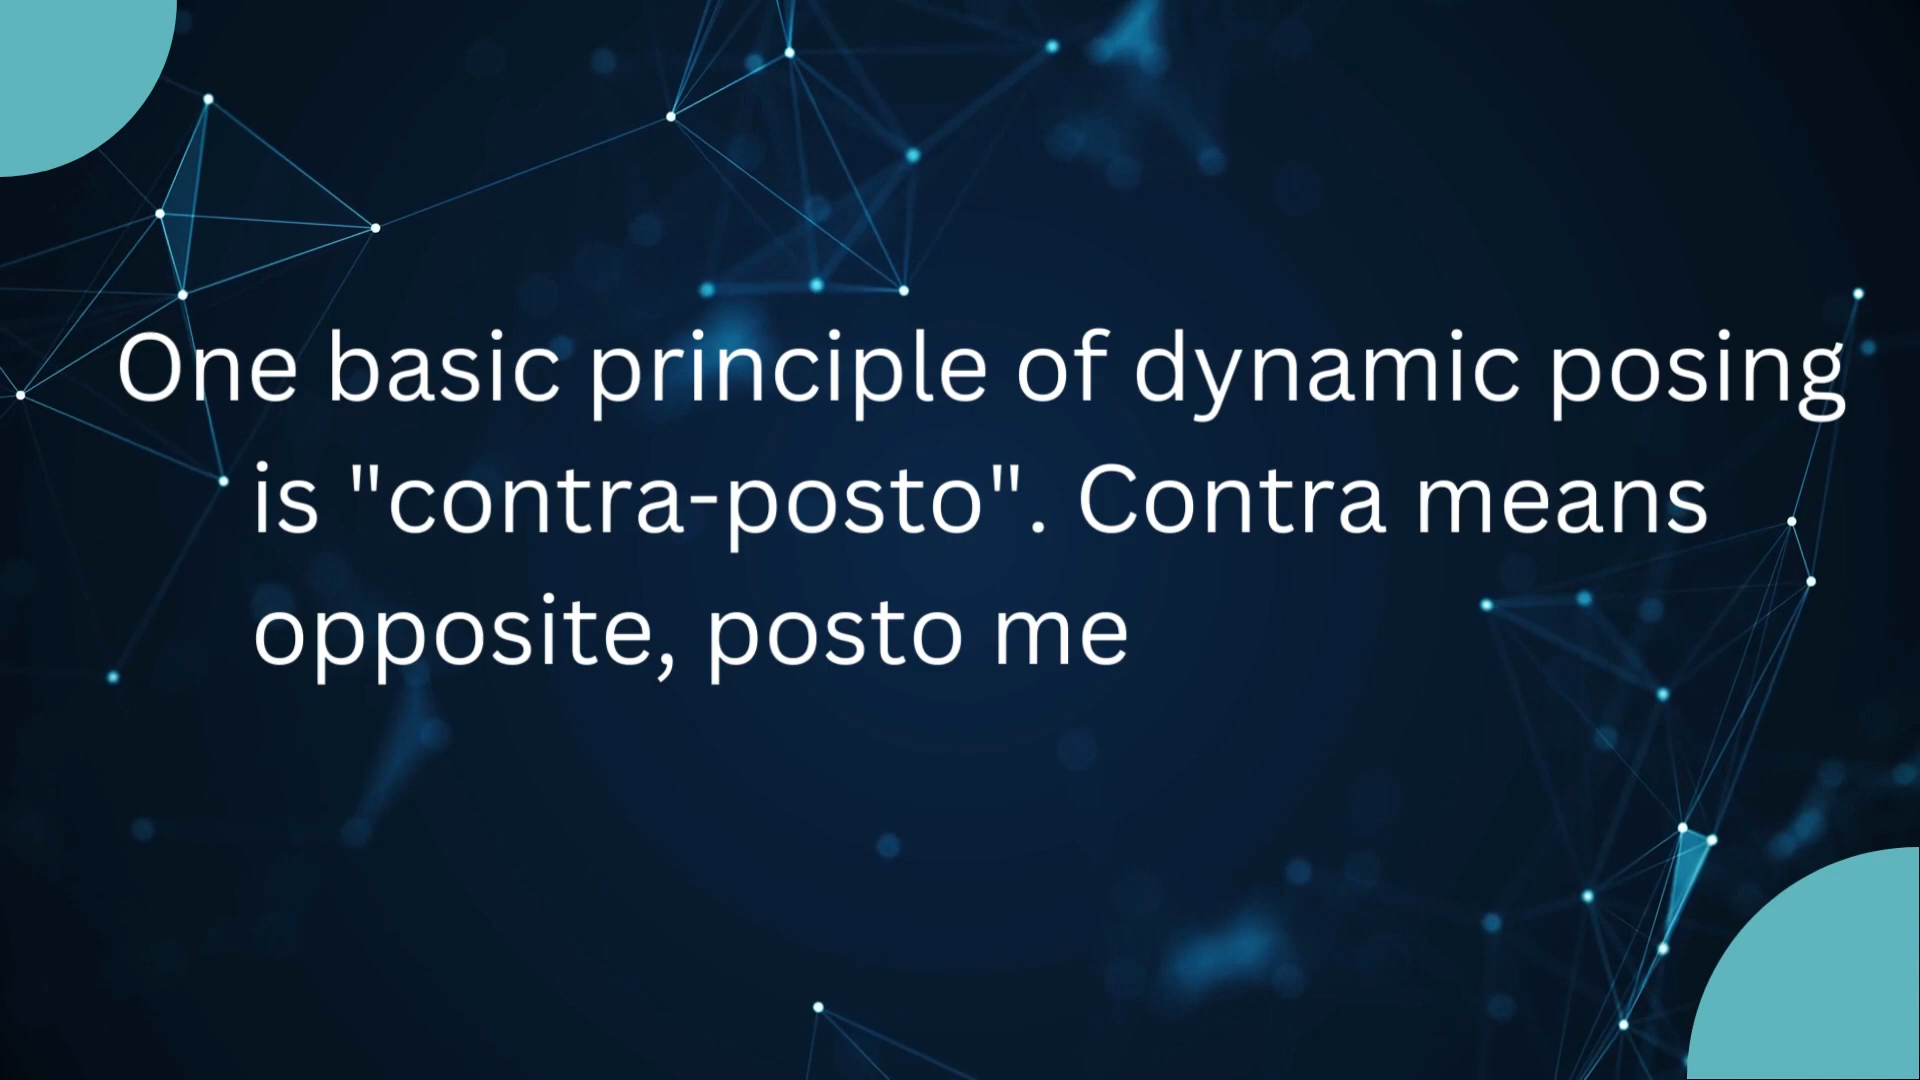 One basic principle of dynamic posing
is "contra-posto". Contra means
opposite, posto me